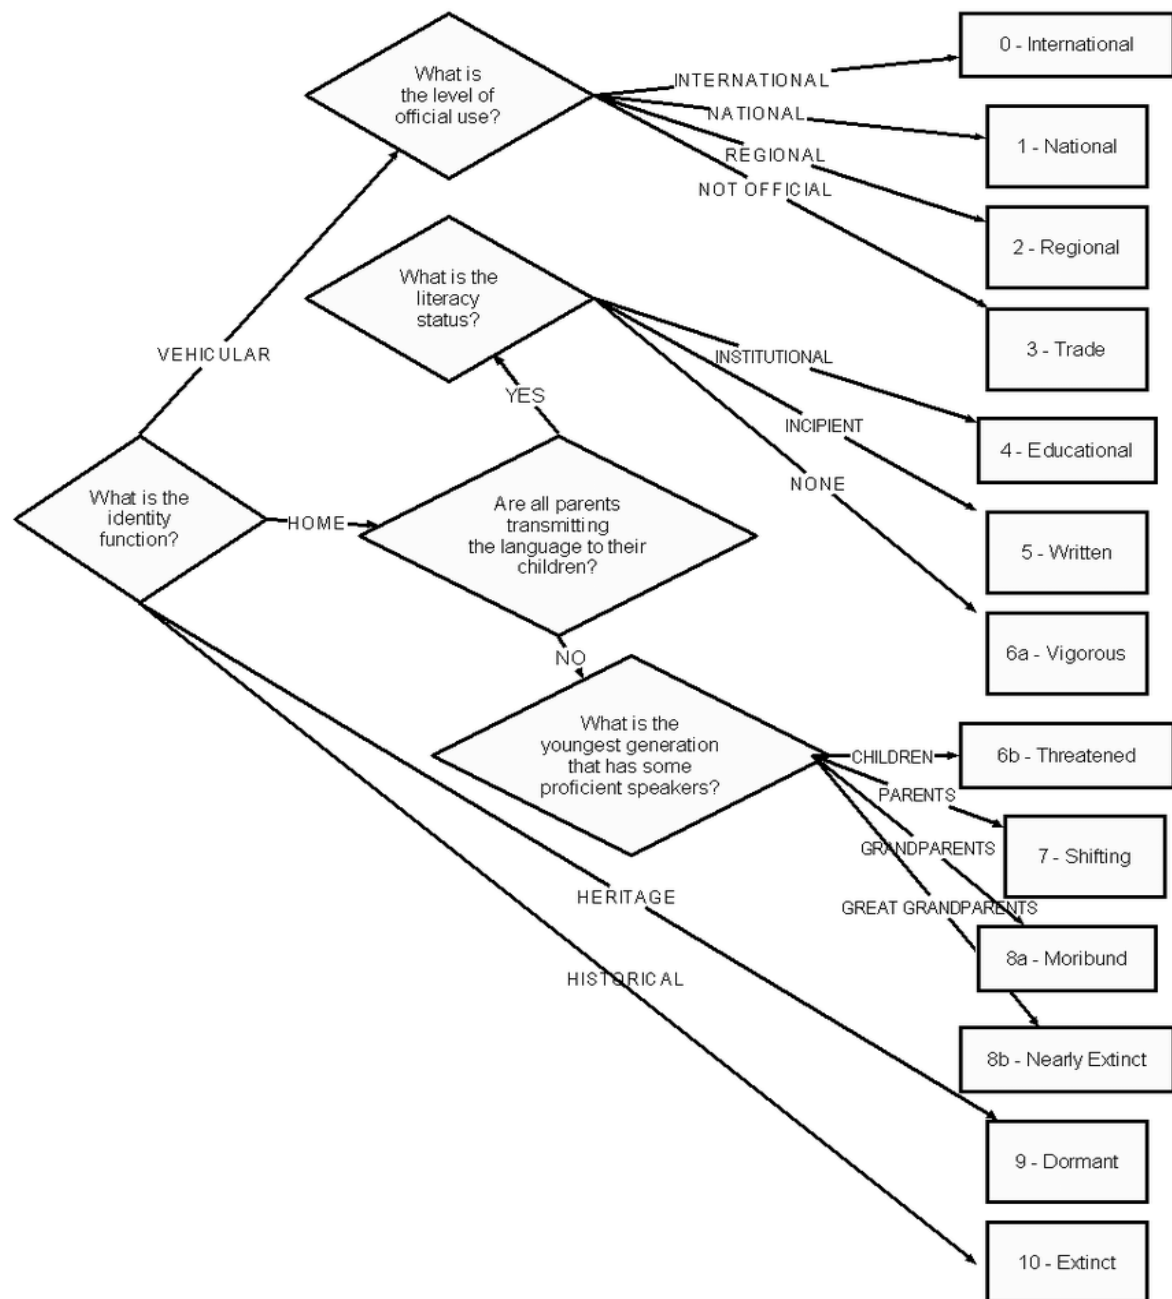 What is
the level of
official use?
INTERNATIONAL
NATIONAL
REGIONAL
NOT OFFICIAL
0 - International
1 - National
2 - Regional
3 - Trade
What is the
literacy
status?
INSTITUTIONAL
INCIPIENT
NONE
4 - Educational
5 - Written
6a - Vigorous
VEHICULAR
YES
What is the
identity
function?
HOME
Are all parents
transmitting
the language to their
children?
NO
What is the
youngest generation
that has some
proficient speakers?
CHILDREN
PARENTS
GRANDPARENTS
GREAT GRANDPARENTS
6b - Threatened
7 - Shifting
8a - Moribund
8b - Nearly Extinct
HERITAGE
HISTORICAL
9 - Dormant
10 - Extinct